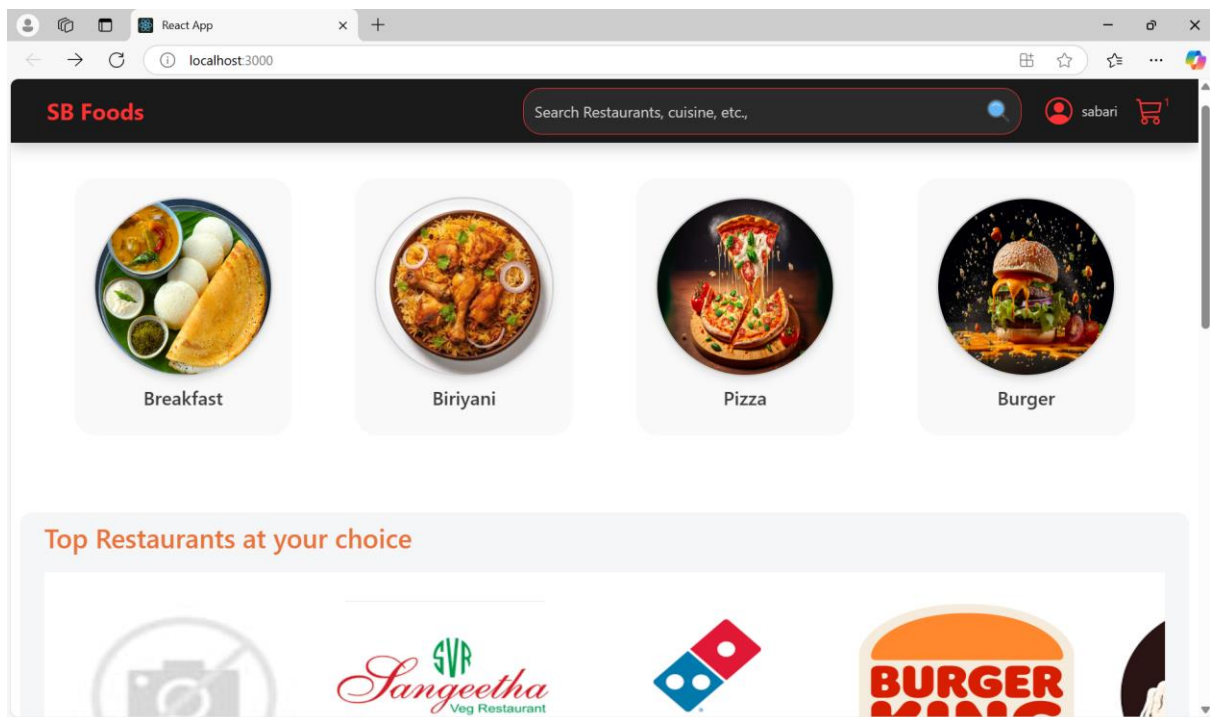 React App
localhost:3000
SB Foods
Search Restaurants, cuisine, etc.,
sabari
1
Breakfast
Biriyani
Pizza
Burger
Top Restaurants at your choice
SVR
Sangeetha
Veg Restaurant
BURGER
KING